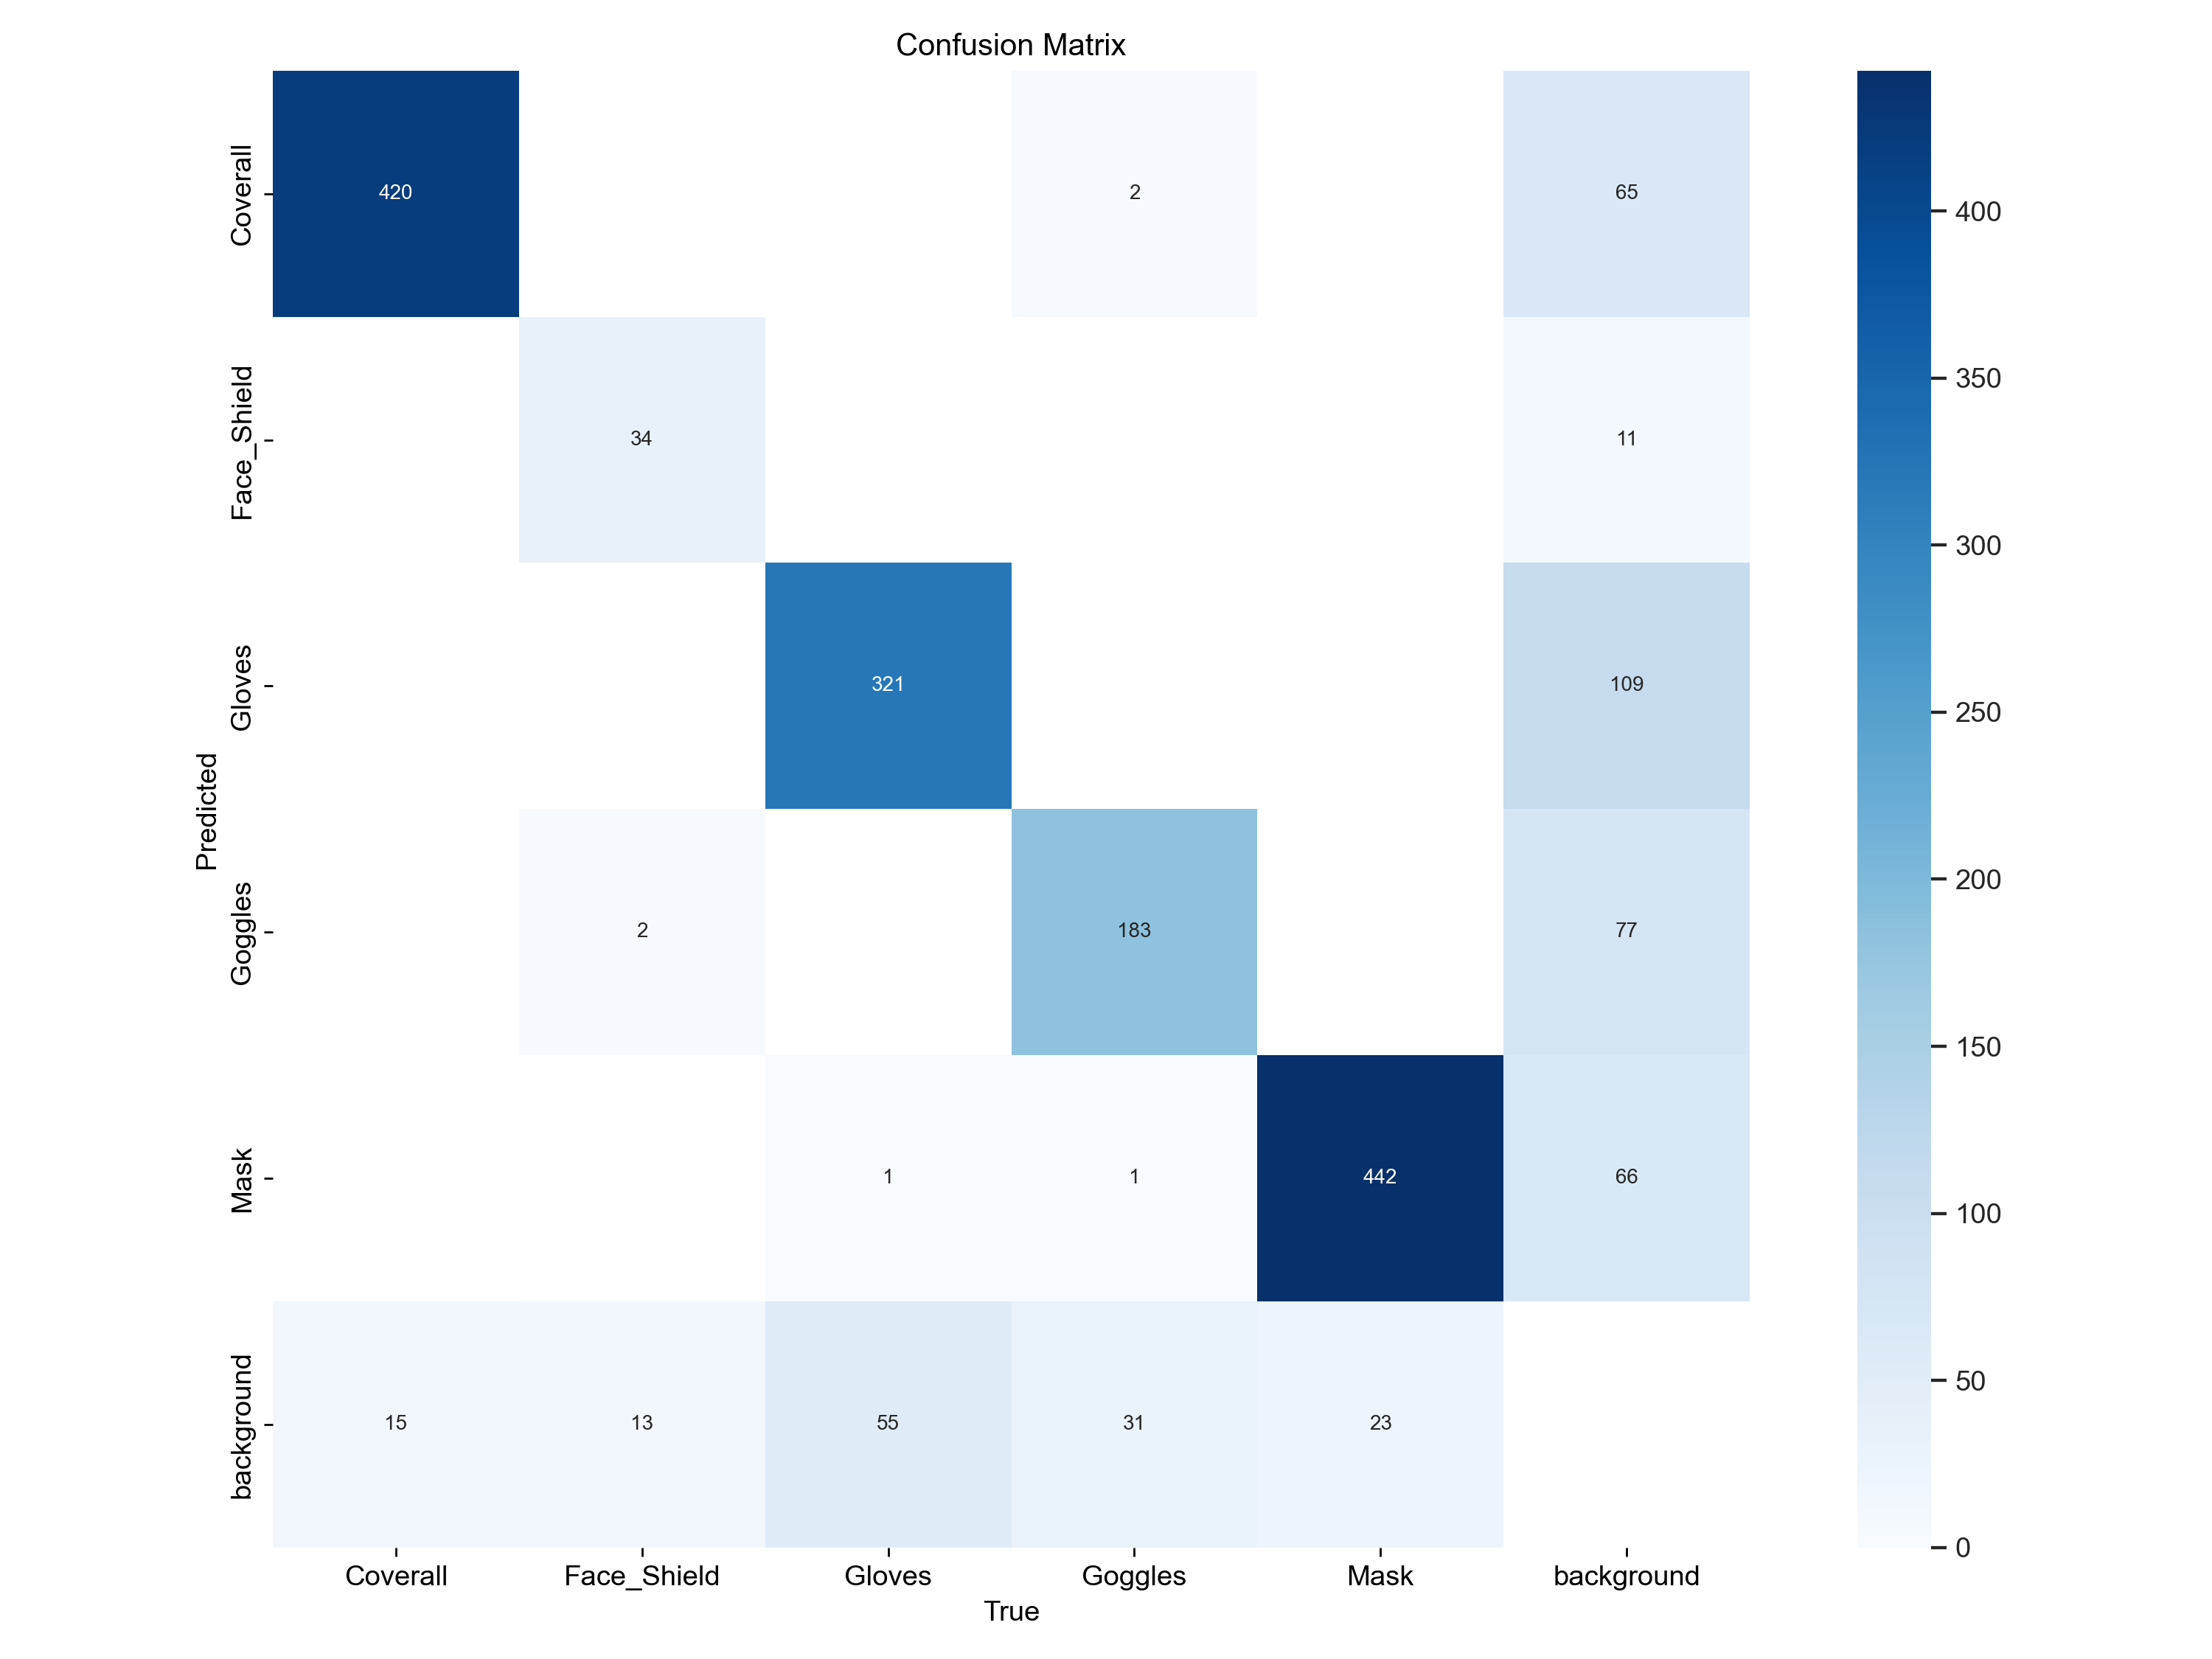 Confusion Matrix
Coverall
420
2
65
Face_Shield
34
11
Gloves
321
109
Goggles
2
183
77
Mask
1
1
442
66
background
15
13
55
31
23
Predicted
Coverall
Face_Shield
Gloves
Goggles
Mask
background
True
400
350
300
250
200
150
100
50
0